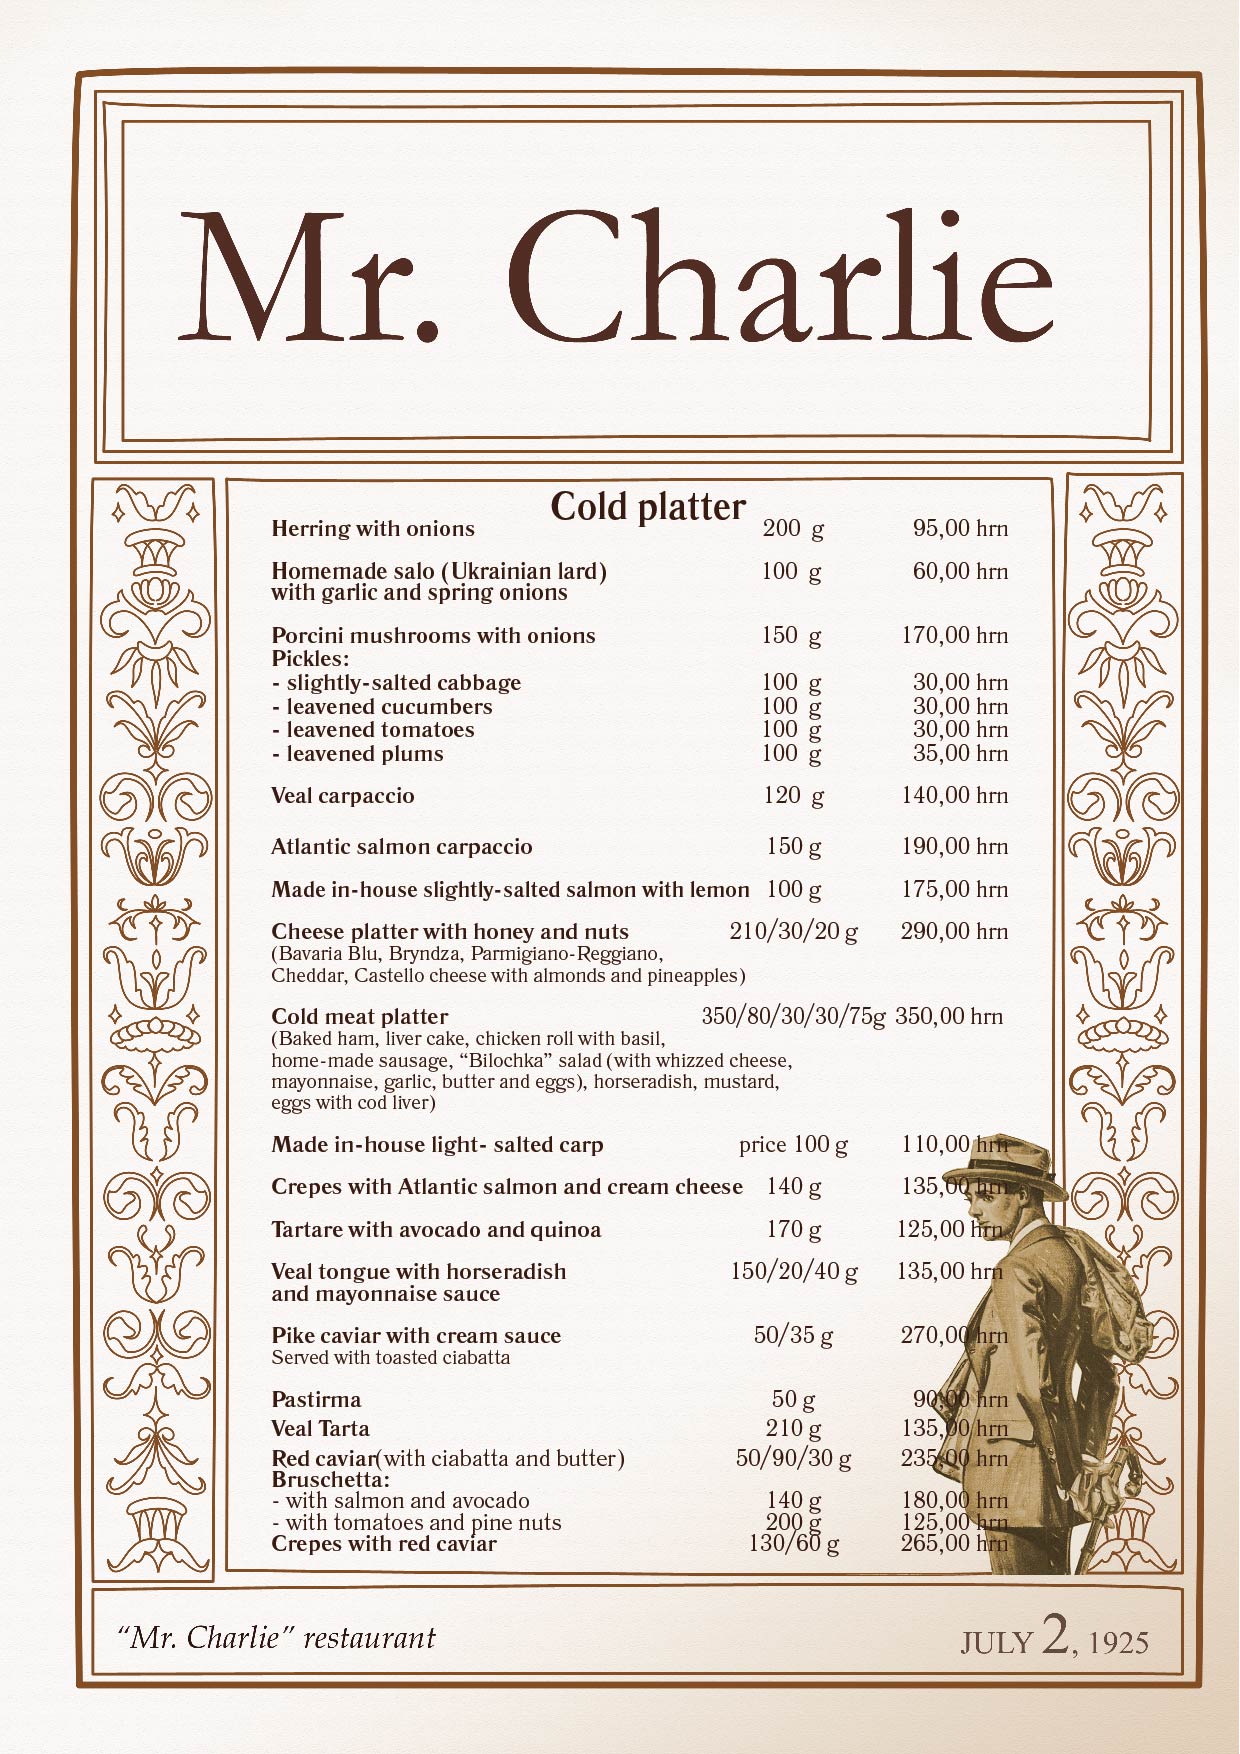 Mr. Charlie
Cold platter
Herring with onions 200 g 95,00 hrn
Homemade salo (Ukrainian lard) 100 g 60,00 hrn
with garlic and spring onions
Porcini mushrooms with onions 150 g 170,00 hrn
Pickles:
- slightly-salted cabbage 100 g 30,00 hrn
- leavened cucumbers 100 g 30,00 hrn
- leavened tomatoes 100 g 30,00 hrn
- leavened plums 100 g 35,00 hrn
Veal carpaccio 120 g 140,00 hrn
Atlantic salmon carpaccio 150 g 190,00 hrn
Made in-house slightly-salted salmon with lemon 100 g 175,00 hrn
Cheese platter with honey and nuts 210/30/20 g 290,00 hrn
(Bavaria Blu, Bryndza, Parmigiano-Reggiano,
Cheddar, Castello cheese with almonds and pineapples)
Cold meat platter 350/80/30/30/75g 350,00 hrn
(Baked ham, liver cake, chicken roll with basil,
home-made sausage, “Bilochka” salad (with whizzed cheese,
mayonnaise, garlic, butter and eggs), horseradish, mustard,
eggs with cod liver)
Made in-house light- salted carp price 100 g 110,00 hrn
Crepes with Atlantic salmon and cream cheese 140 g 135,00 hrn
Tartare with avocado and quinoa 170 g 125,00 hrn
Veal tongue with horseradish 150/20/40 g 135,00 hrn
and mayonnaise sauce
Pike caviar with cream sauce 50/35 g 270,00 hrn
Served with toasted ciabatta
Pastirma 50 g 90,00 hrn
Veal Tarta 210 g 135,00 hrn
Red caviar(with ciabatta and butter) 50/90/30 g 235,00 hrn
Bruschetta:
- with salmon and avocado 140 g 180,00 hrn
- with tomatoes and pine nuts 200 g 125,00 hrn
Crepes with red caviar 130/60 g 265,00 hrn
“Mr. Charlie” restaurant JULY 2, 1925